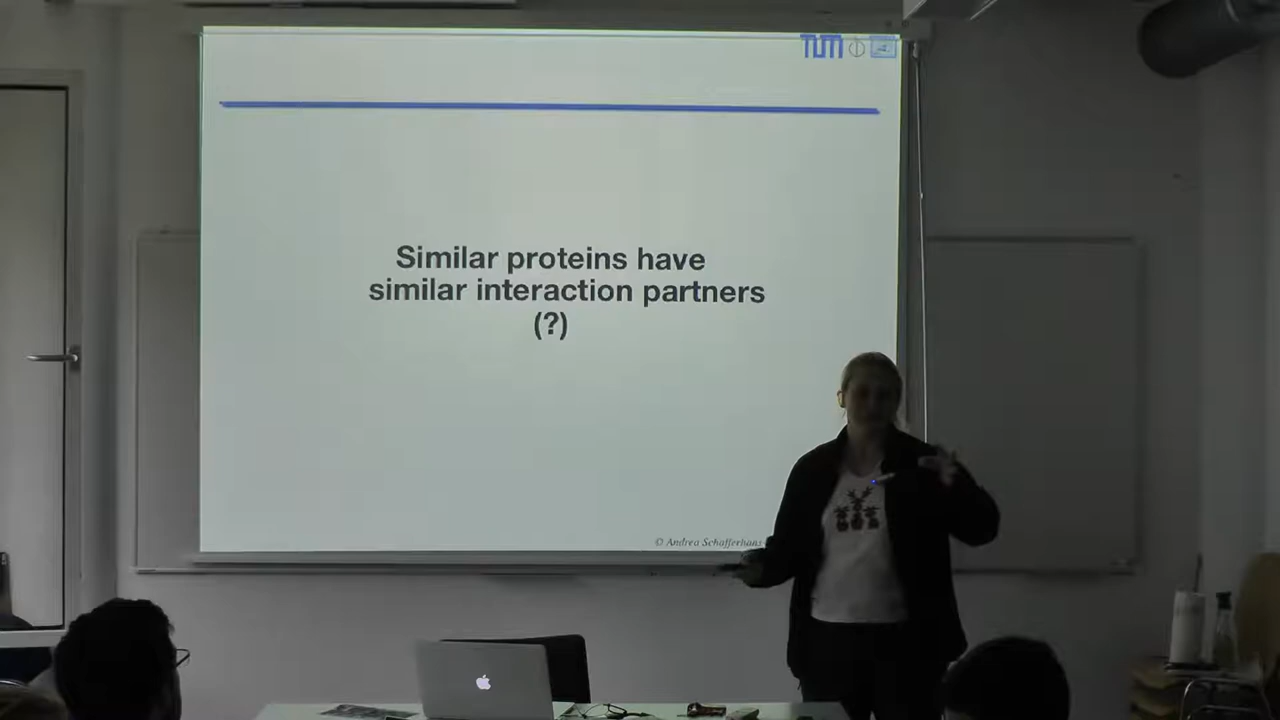 TUM
Similar proteins have
similar interaction partners
(?)
© Andrea Schafferhans